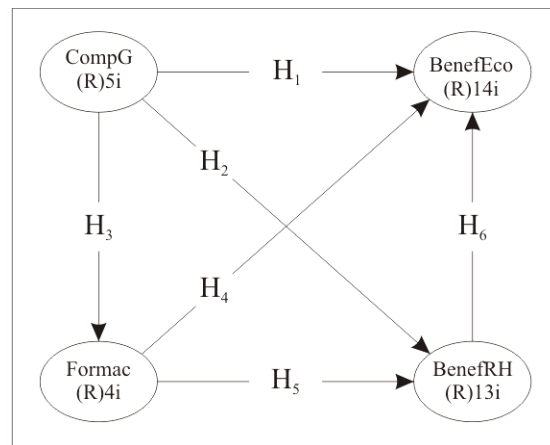 CompG
(R)5i
H₁
BenefEco
(R)14i
H₂
H₃
H₆
H₄
Formac
(R)4i
H₅
BenefRH
(R)13i